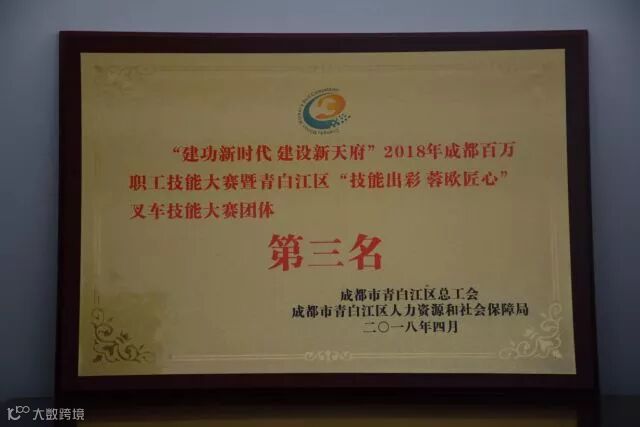 “建功新时代 建设新天府”2018年成都百万
职工技能大赛暨青白江区“技能出彩 蓉欧匠心”
叉车技能大赛团体
第三名
成都市青白江区总工会
成都市青白江区人力资源和社会保障局
二〇一八年四月
大数跨境